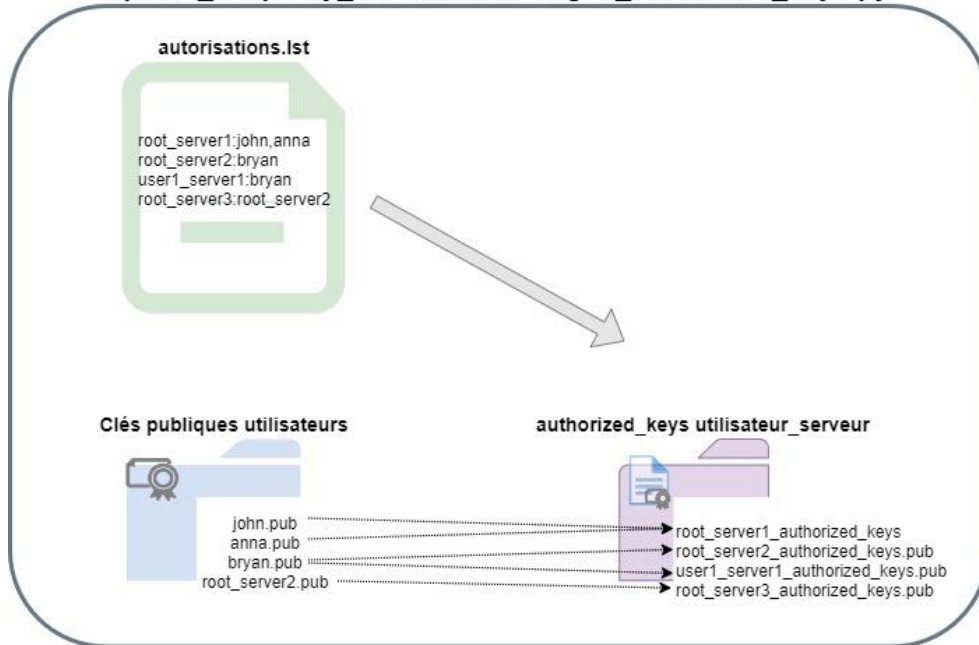 autorisations.lst
root_server1:john,anna
root_server2:bryan
user1_server1:bryan
root_server3:root_server2
Clés publiques utilisateurs
authorized_keys utilisateur_serveur
john.pub
anna.pub
bryan.pub
root_server2.pub
root_server1_authorized_keys
root_server2_authorized_keys.pub
user1_server1_authorized_keys.pub
root_server3_authorized_keys.pub